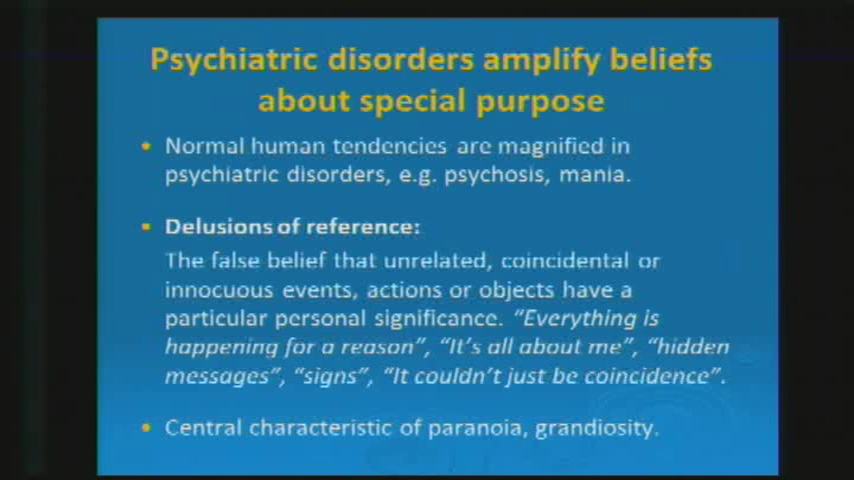 Psychiatric disorders amplify beliefs
about special purpose
• Normal human tendencies are magnified in
psychiatric disorders, e.g. psychosis, mania.
▪ Delusions of reference:
The false belief that unrelated, coincidental or
innocuous events, actions or objects have a
particular personal significance. “Everything is
happening for a reason”, “It’s all about me”, “hidden
messages”, “signs”, “It couldn’t just be coincidence”.
• Central characteristic of paranoia, grandiosity.